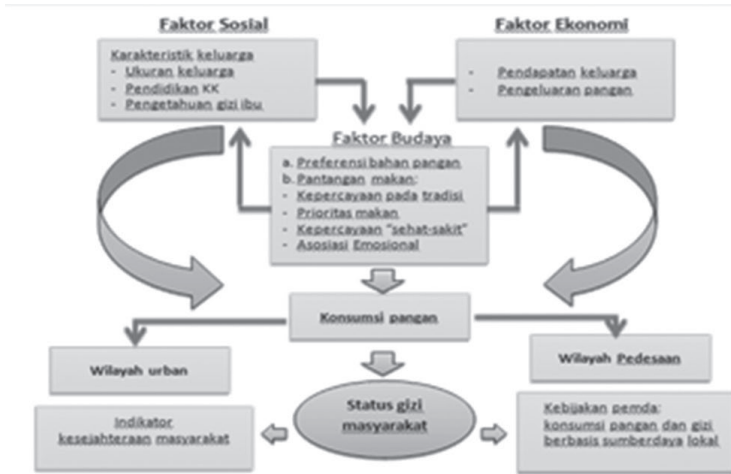 Faktor Sosial
Faktor Ekonomi
Karakteristik keluarga
- Ukuran keluarga
- Pendidikan KK
- Pengetahuan gizi ibu
- Pendapatan keluarga
- Pengeluaran pangan
Faktor Budaya
a. Preferensi bahan pangan
b. Pantangan makan:
- Kepercayaan pada tradisi
- Prioritas makan
- Kepercayaan "sehat-sakit"
- Asosiasi Emosional
Konsumsi pangan
Wilayah urban
Wilayah Pedesaan
Status gizi
masyarakat
Indikator
kesejahteraan masyarakat
Kebijakan pemda:
konsumsi pangan dan gizi
berbasis sumberdaya lokal